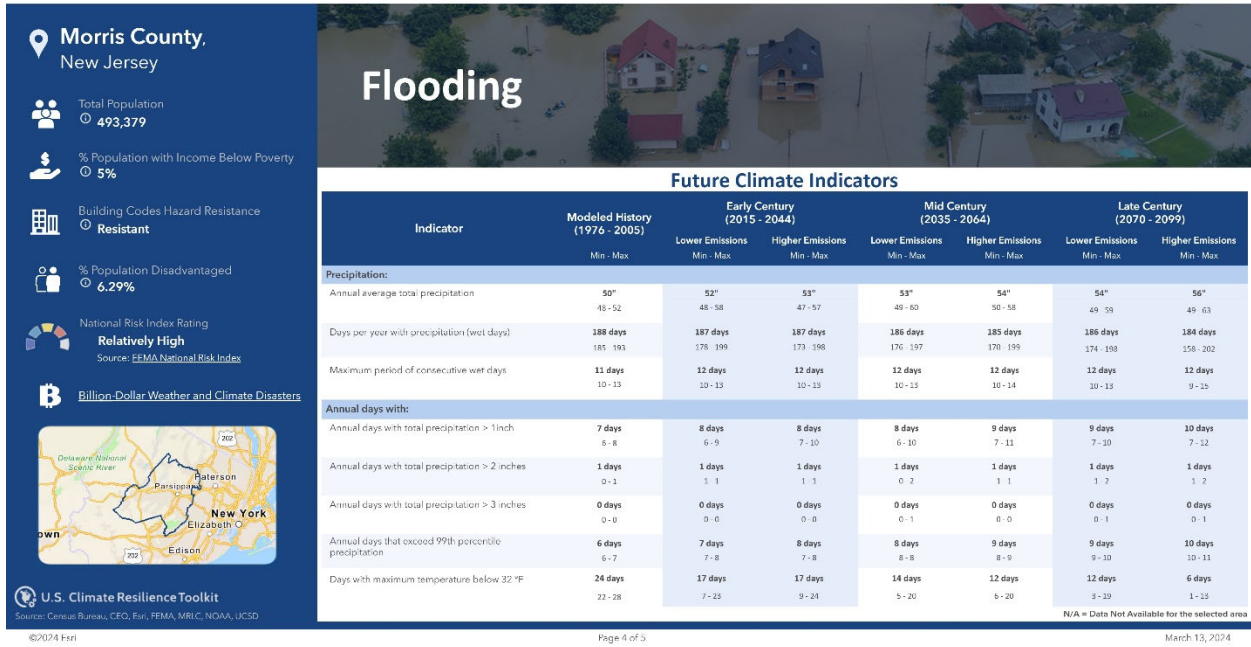 Morris County,
New Jersey
Total Population
493,379
% Population with Income Below Poverty
5%
Building Codes Hazard Resistance
Resistant
% Population Disadvantaged
6.29%
National Risk Index Rating
Relatively High
Source: FEMA National Risk Index
Billion-Dollar Weather and Climate Disasters
202
Delaware National
Scenic River
Paterson
Parsippany
New York
Elizabeth
own
202
Edison
U.S. Climate Resilience Toolkit
Source: Census Bureau, CEQ, Esri, FEMA, MRLC, NOAA, UCSD
Flooding
Future Climate Indicators
Indicator
Modeled History
(1976 - 2005)
Min - Max
Early Century
(2015 - 2044)
Mid Century
(2035 - 2064)
Late Century
(2070 - 2099)
Lower Emissions Higher Emissions Lower Emissions Higher Emissions Lower Emissions Higher Emissions
Min - Max Min - Max Min - Max Min - Max Min - Max Min - Max
Precipitation:
Annual average total precipitation 50" 52" 53" 53" 54" 54" 56"
48 - 52 48 - 58 47 - 57 49 - 60 50 - 58 49 59 49 63
Days per year with precipitation (wet days) 188 days 187 days 187 days 186 days 185 days 186 days 184 days
185 193 178 - 199 173 - 198 176 - 197 170 - 199 174 - 198 158 - 202
Maximum period of consecutive wet days 11 days 12 days 12 days 12 days 12 days 12 days 12 days
10 - 13 10 - 13 10 - 13 10 - 13 10 - 14 10 - 13 9 - 15
Annual days with:
Annual days with total precipitation > 1inch 7 days 8 days 8 days 8 days 9 days 9 days 10 days
6 - 8 6 - 9 7 - 10 6 - 10 7 - 11 7 - 10 7 - 12
Annual days with total precipitation > 2 inches 1 days 1 days 1 days 1 days 1 days 1 days 1 days
0 - 1 1 1 1 1 0 2 1 1 1 2 1 2
Annual days with total precipitation > 3 inches 0 days 0 days 0 days 0 days 0 days 0 days 0 days
0 - 0 0 - 0 0 - 0 0 - 1 0 - 0 0 - 1 0 - 1
Annual days that exceed 99th percentile
precipitation 6 days 7 days 8 days 8 days 9 days 9 days 10 days
6 - 7 7 - 8 7 - 8 8 - 8 8 - 9 9 - 10 10 - 11
Days with maximum temperature below 32 °F 24 days 17 days 17 days 14 days 12 days 12 days 6 days
22 - 28 7 - 23 9 - 24 5 - 20 6 - 20 3 - 19 1 - 13
N/A = Data Not Available for the selected area
©2024 Esri
Page 4 of 5
March 13, 2024